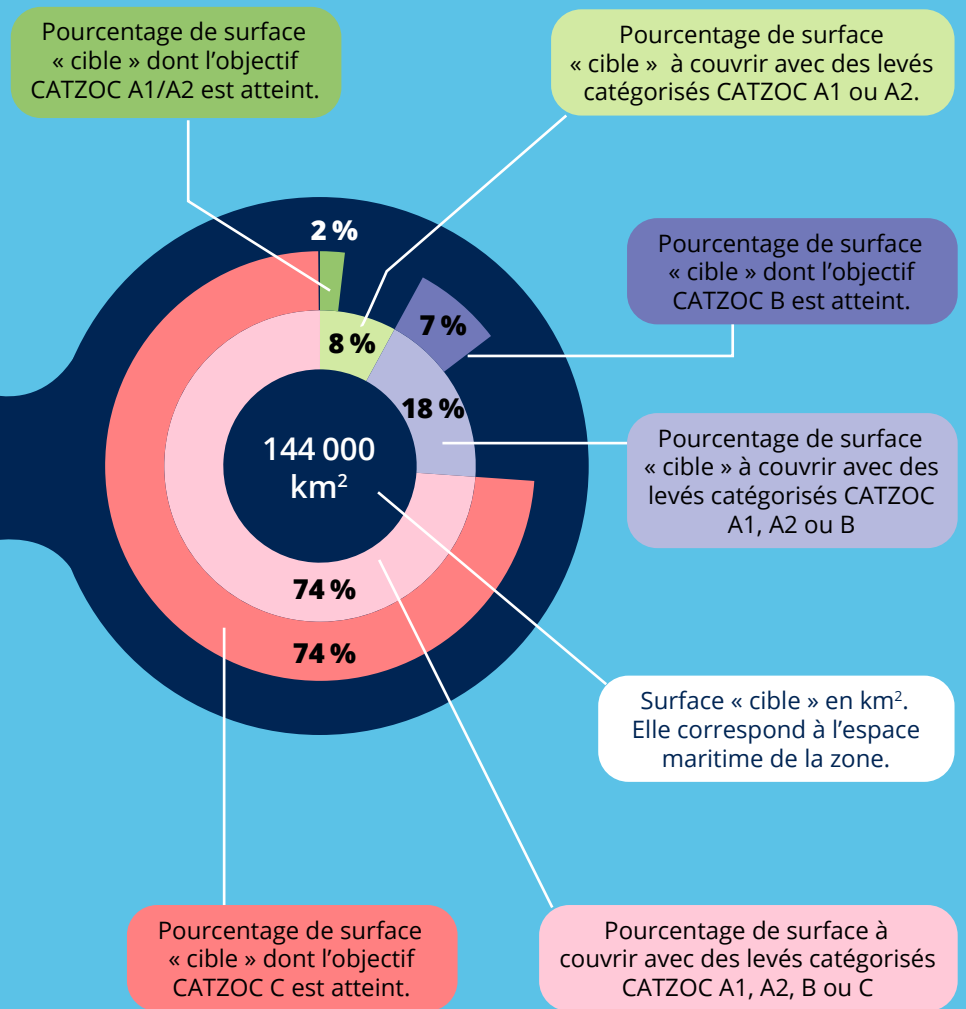 Pourcentage de surface
« cible » dont l'objectif
CATZOC A1/A2 est atteint.
Pourcentage de surface
« cible » à couvrir avec des levés
catégorisés CATZOC A1 ou A2.
2 %
8 %
7 %
18 %
Pourcentage de surface
« cible » dont l'objectif
CATZOC B est atteint.
144 000
km²
Pourcentage de surface
« cible » à couvrir avec des
levés catégorisés CATZOC
A1, A2 ou B
74 %
74 %
Surface « cible » en km².
Elle correspond à l'espace
maritime de la zone.
Pourcentage de surface
« cible » dont l'objectif
CATZOC C est atteint.
Pourcentage de surface à
couvrir avec des levés catégorisés
CATZOC A1, A2, B ou C